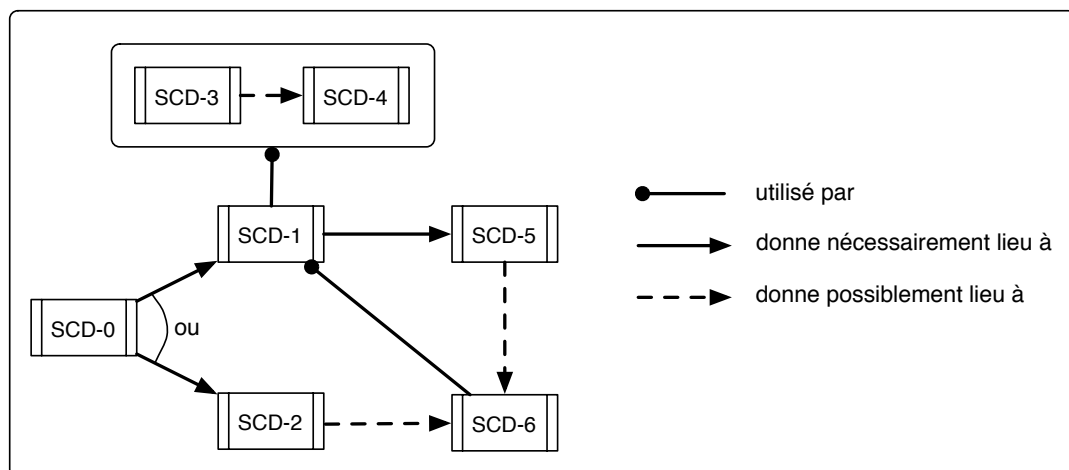 SCD-3
SCD-4
utilisé par
SCD-1
SCD-5
donne nécessairement lieu à
donne possiblement lieu à
SCD-0
ou
SCD-2
SCD-6